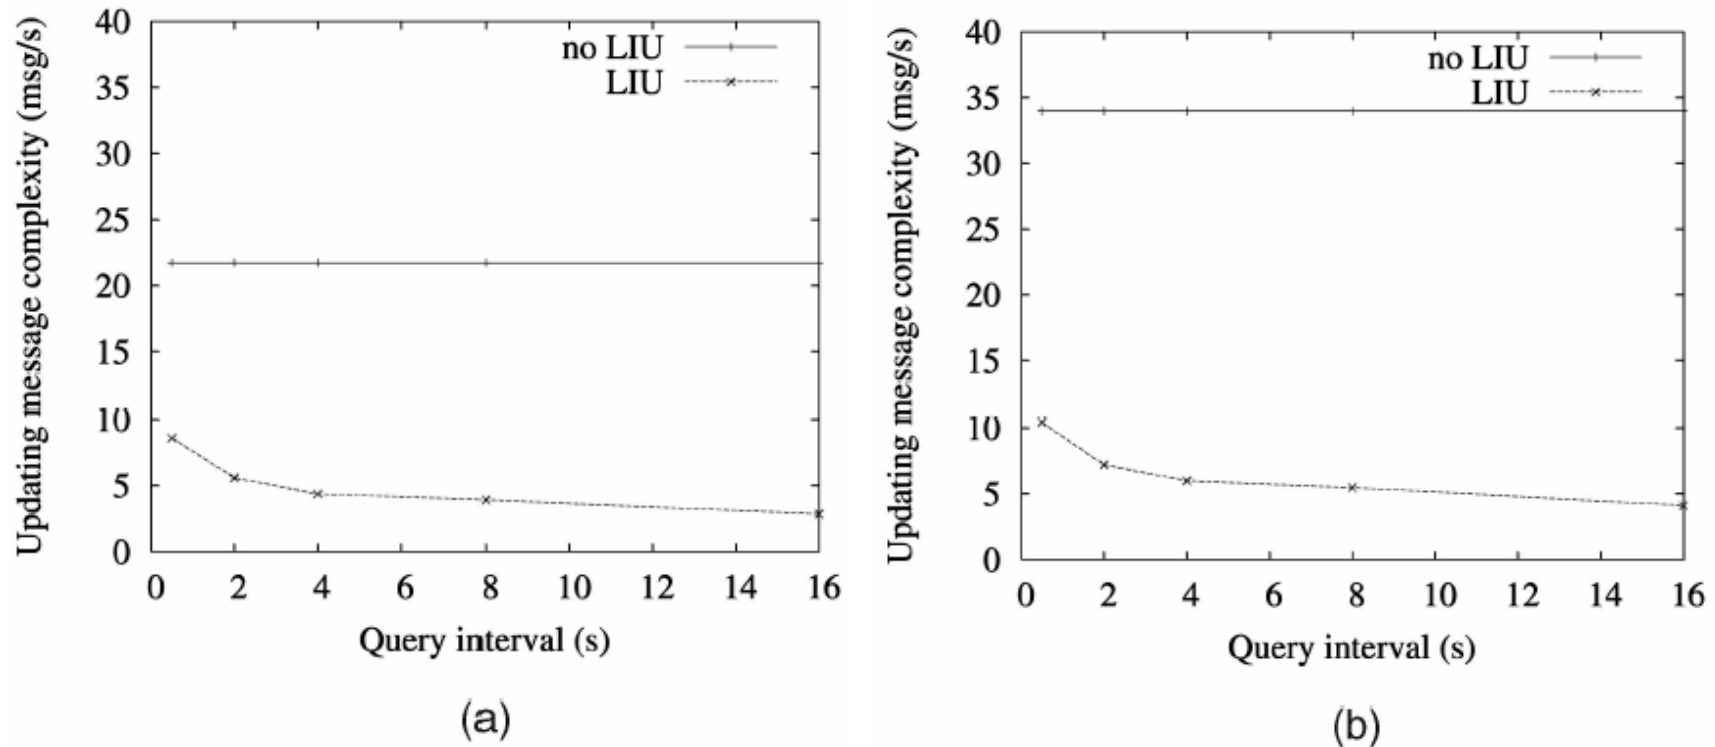 Updating message complexity (msg/s)
40
35
30
25
20
15
10
5
0
no LIU
LIU
0 2 4 6 8 10 12 14 16
Query interval (s)
(a)
Updating message complexity (msg/s)
40
35
30
25
20
15
10
5
0
no LIU
LIU
0 2 4 6 8 10 12 14 16
Query interval (s)
(b)